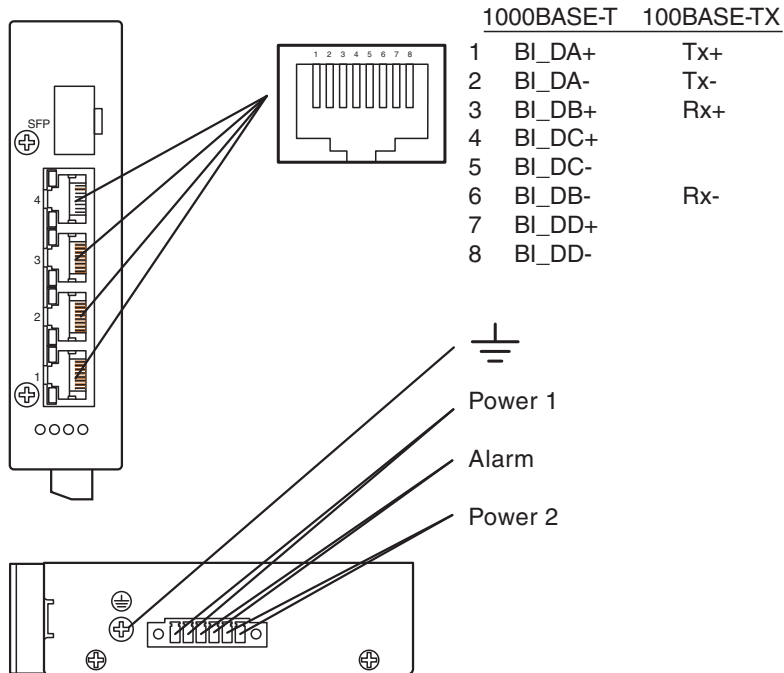 1000BASE-T 100BASE-TX
1 2 3 4 5 6 7 8
1 BI_DA+ Tx+
2 BI_DA- Tx-
3 BI_DB+ Rx+
4 BI_DC+
5 BI_DC-
6 BI_DB- Rx-
7 BI_DD+
8 BI_DD-
SFP
4
3
2
1
Power 1
Alarm
Power 2